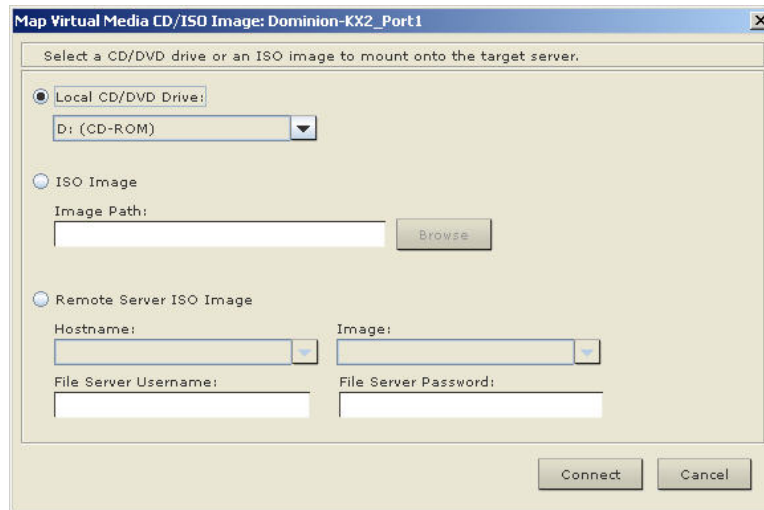 Map Virtual Media CD/ISO Image: Dominion-KX2_Port1
Select a CD/DVD drive or an ISO image to mount onto the target server.
Local CD/DVD Drive:
D: (CD-ROM)
ISO Image
Image Path:
Browse
Remote Server ISO Image
Hostname: Image:
File Server Username: File Server Password:
Connect Cancel